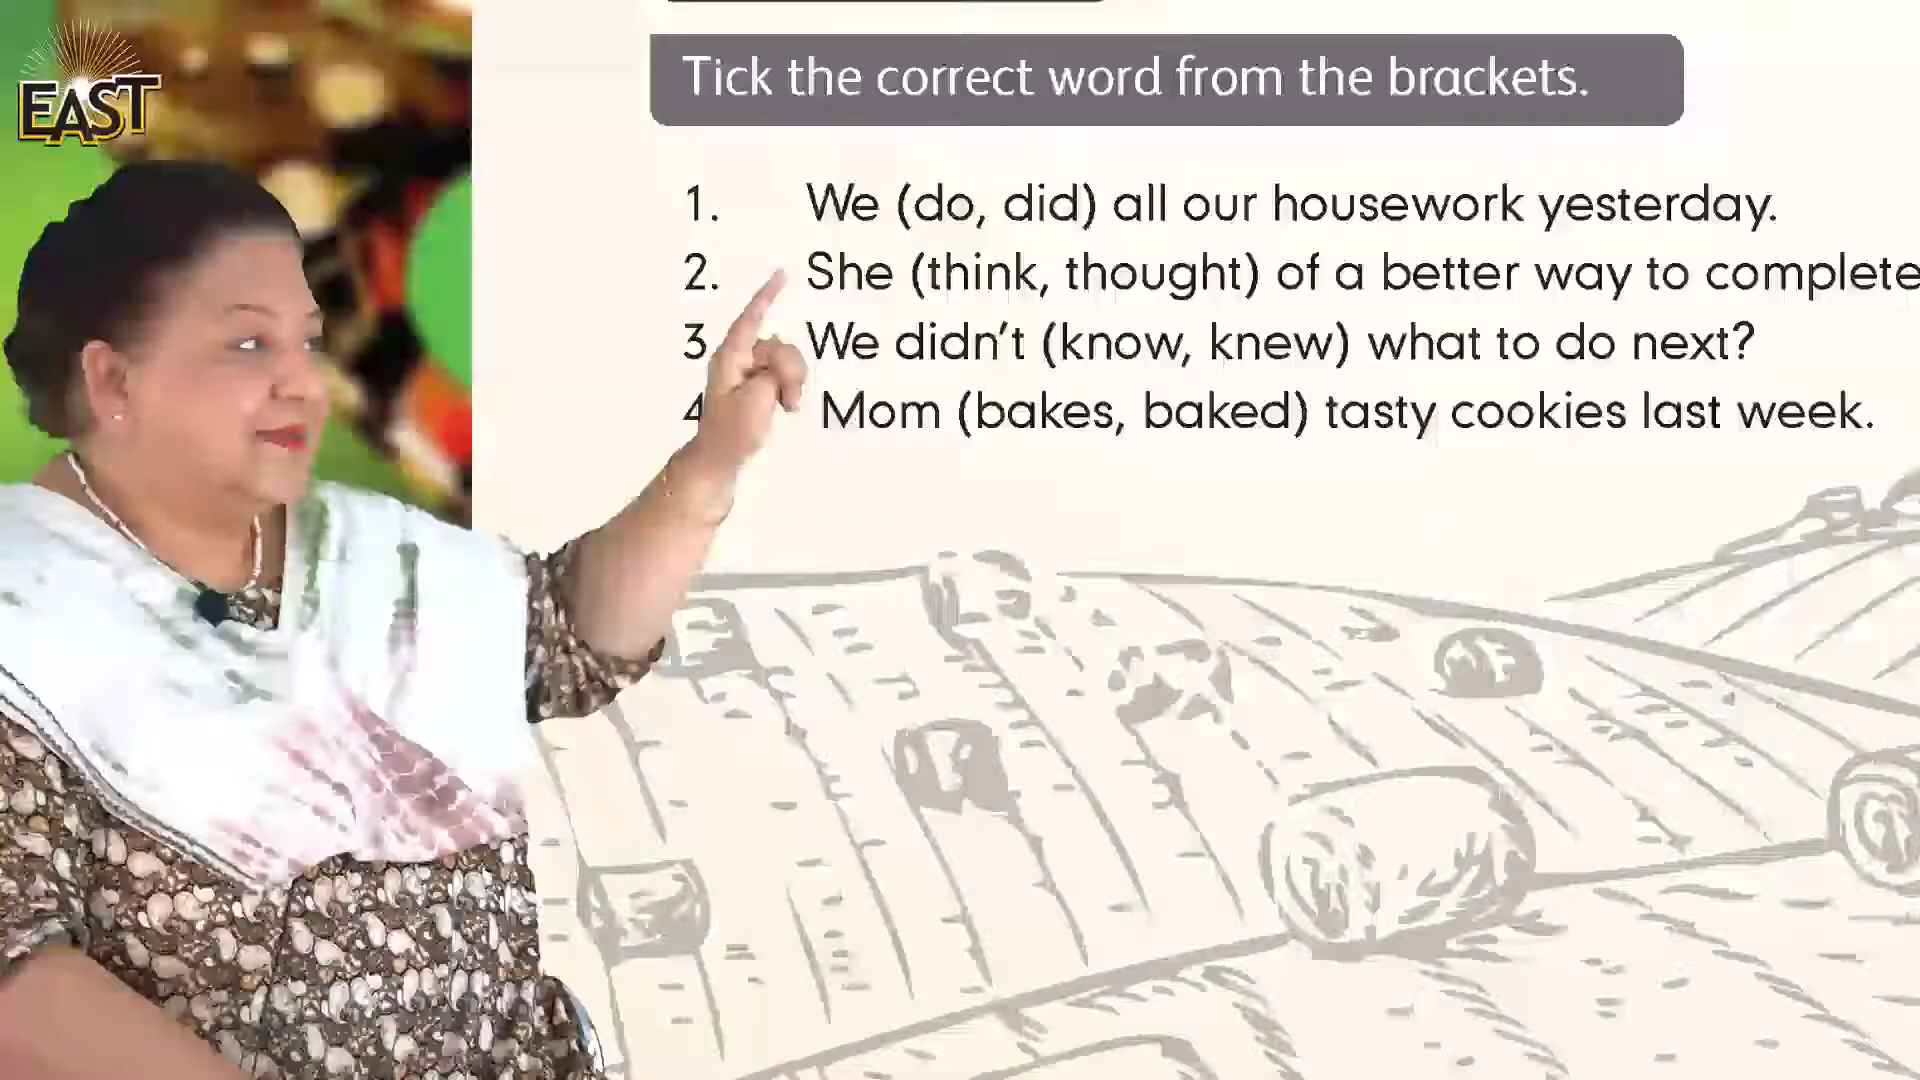 EAST
Tick the correct word from the brackets.
1. We (do, did) all our housework yesterday.
2. She (think, thought) of a better way to complete
3. We didn't (know, knew) what to do next?
4 Mom (bakes, baked) tasty cookies last week.